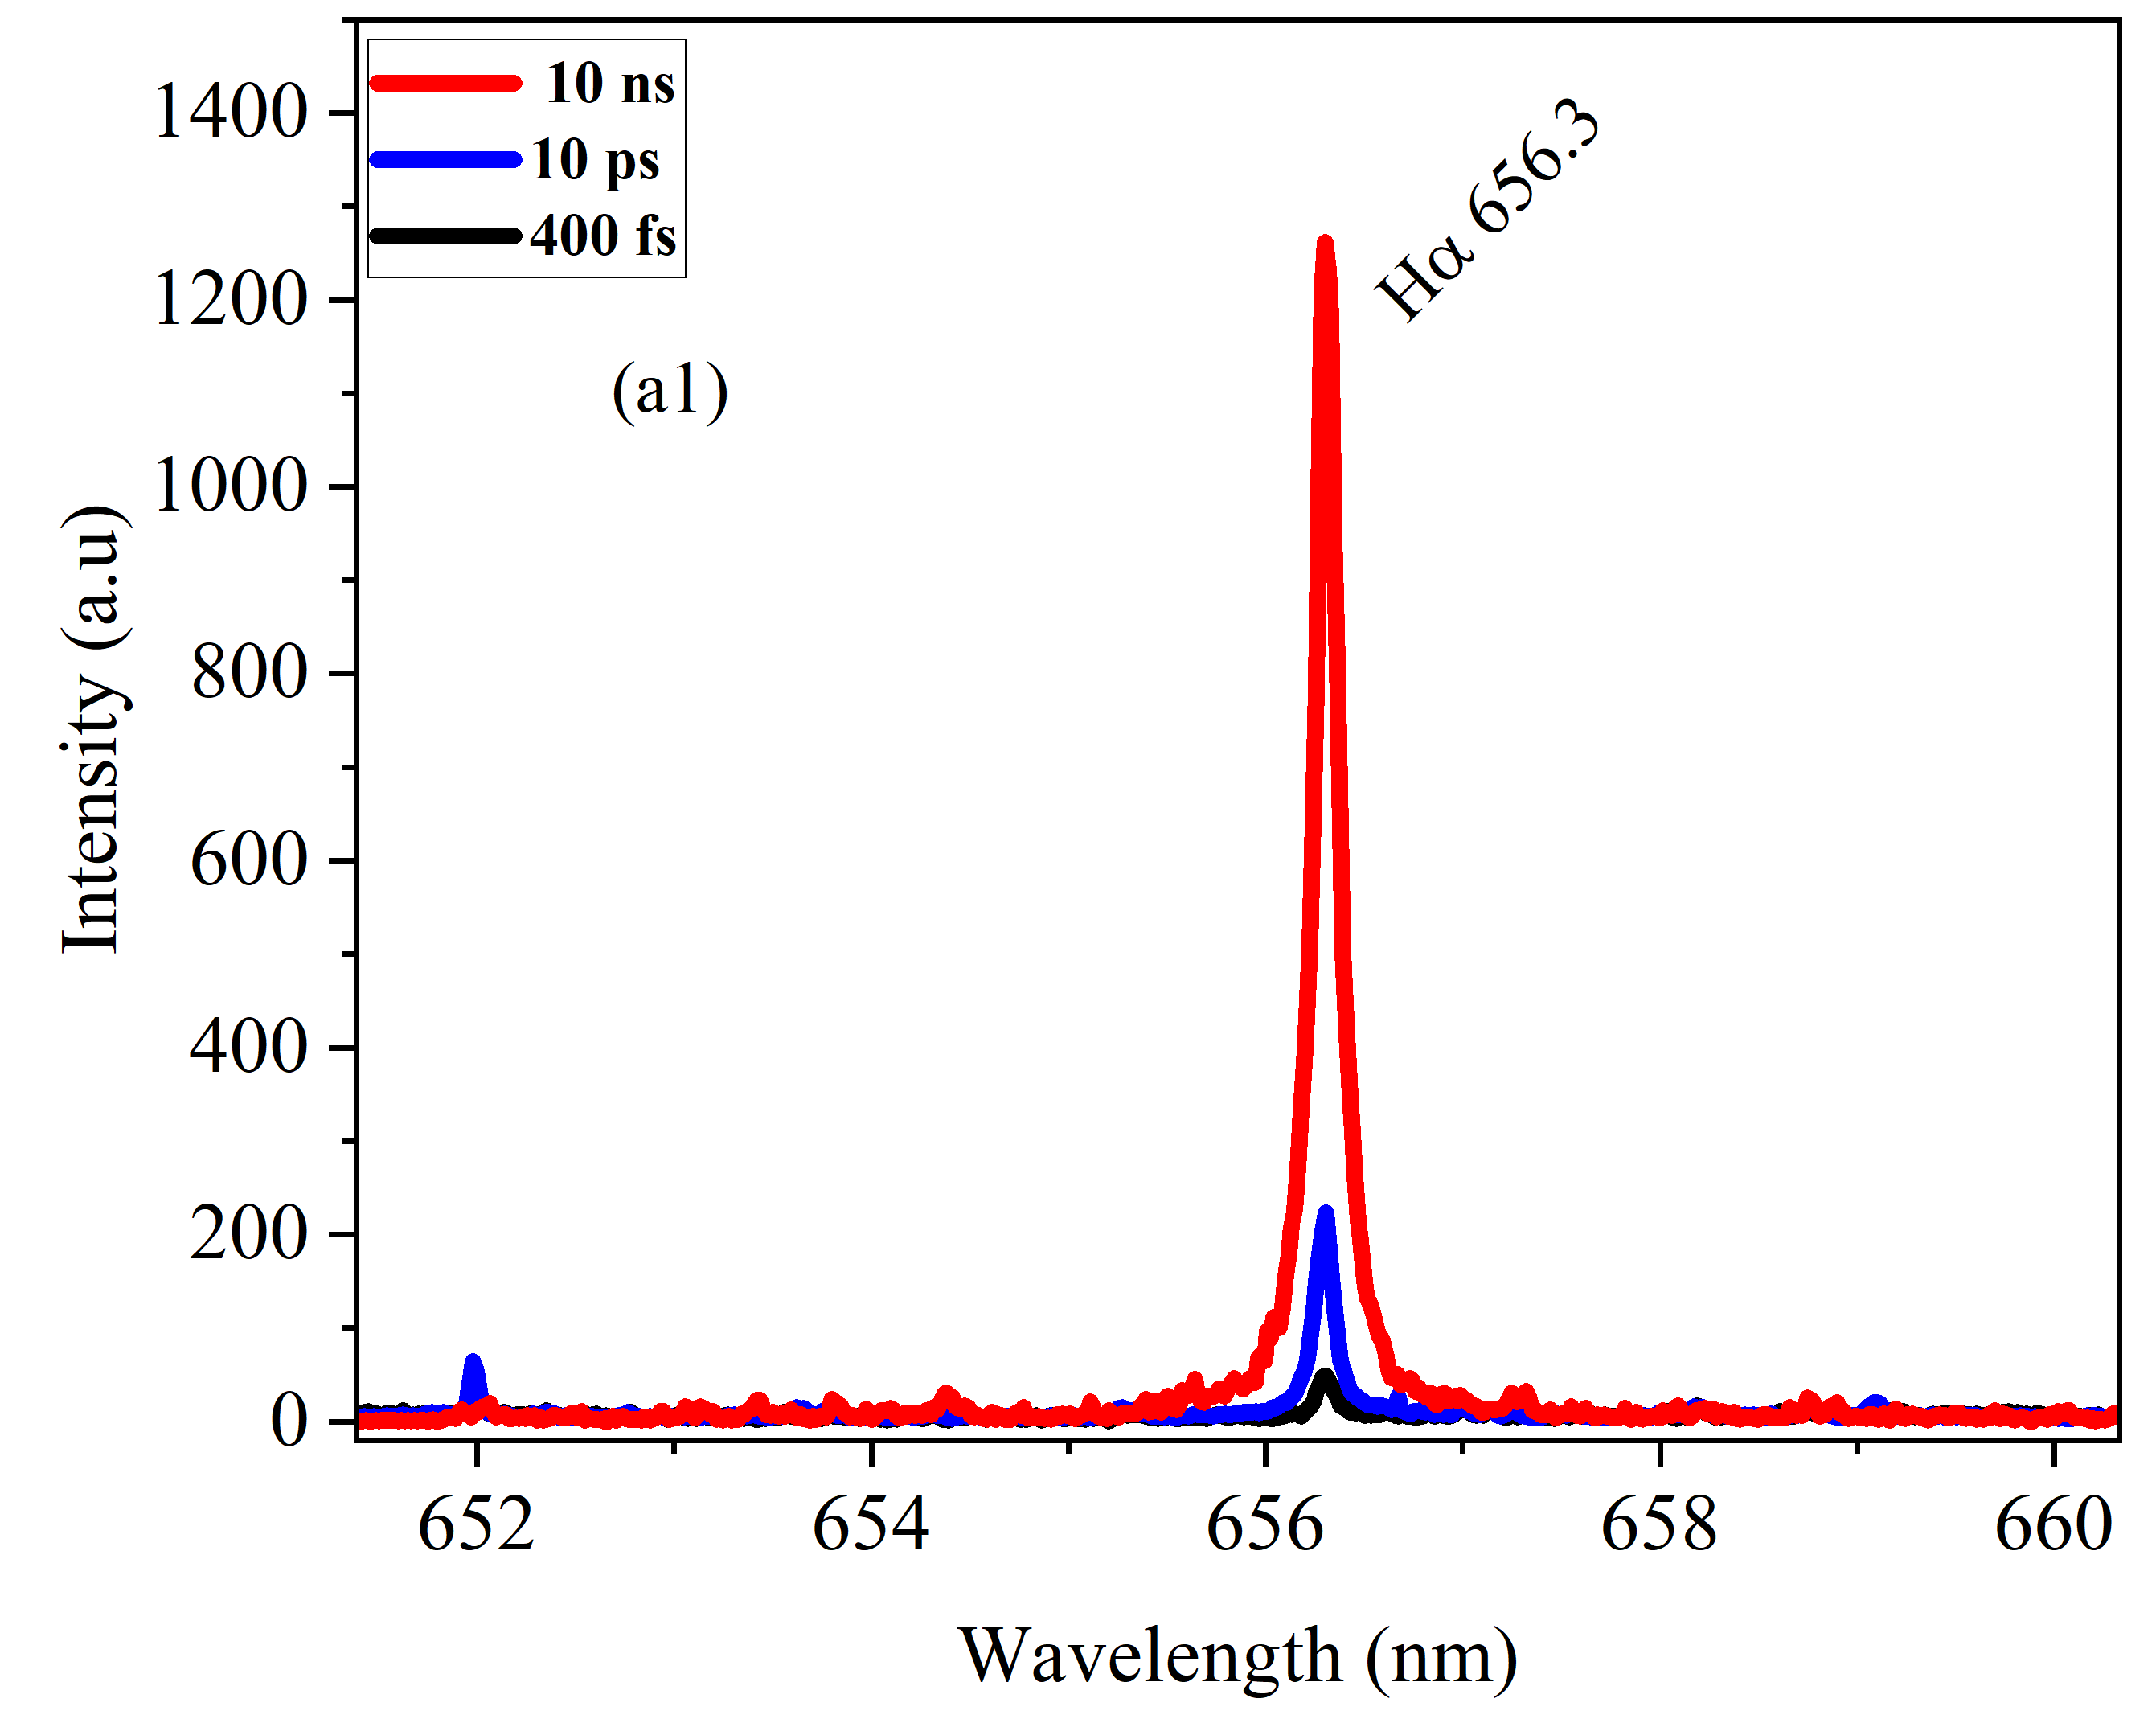 10 ns
10 ps
400 fs
(a1)
Hα 656.3
Intensity (a.u)
1400
1200
1000
800
600
400
200
0
652 654 656 658 660
Wavelength (nm)